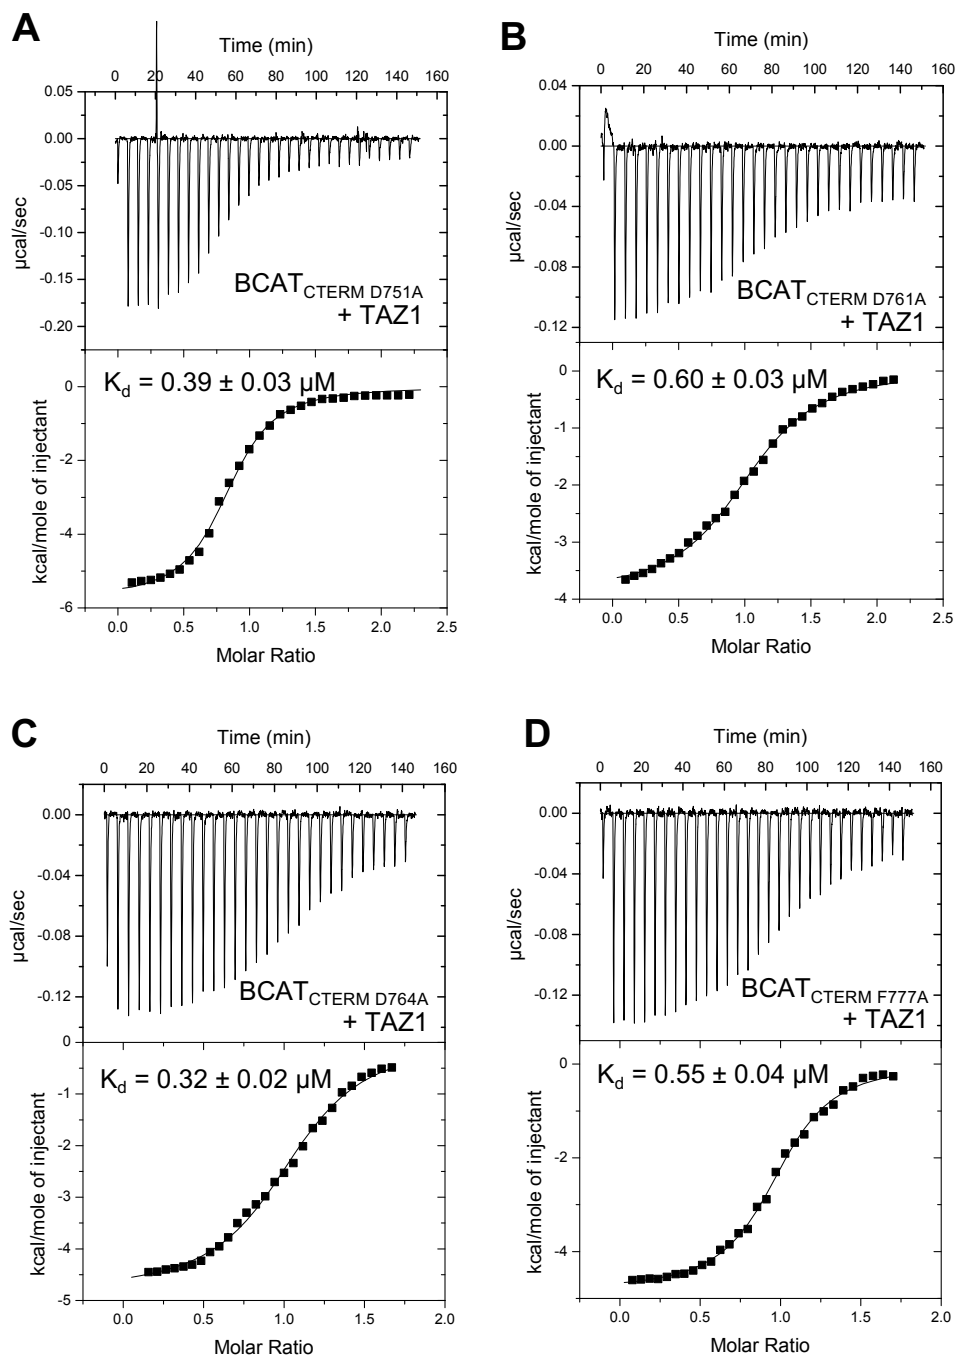 A
Time (min)
0 20 40 60 80 100 120 140 160
0.05
0.00
-0.05
-0.10
-0.15
-0.20
µcal/sec
BCAT CTERM D751A
+ TAZ1
K d = 0.39 ± 0.03 µM
0
-2
-4
-6
kcal/mole of injectant
0.0 0.5 1.0 1.5 2.0 2.5
Molar Ratio
B
Time (min)
0 20 40 60 80 100 120 140 160
0.04
0.00
-0.04
-0.08
-0.12
µcal/sec
BCAT CTERM D761A
+ TAZ1
K d = 0.60 ± 0.03 µM
0
-1
-2
-3
-4
kcal/mole of injectant
0.0 0.5 1.0 1.5 2.0 2.5
Molar Ratio
C
Time (min)
0 20 40 60 80 100 120 140 160
0.00
-0.04
-0.08
-0.12
0
µcal/sec
BCAT CTERM D764A
+ TAZ1
K d = 0.32 ± 0.02 µM
-1
-2
-3
-4
-5
kcal/mole of injectant
0.0 0.5 1.0 1.5 2.0
Molar Ratio
D
Time (min)
0 20 40 60 80 100 120 140 160
0.00
-0.04
-0.08
-0.12
µcal/sec
BCAT CTERM F777A
+ TAZ1
K d = 0.55 ± 0.04 µM
0
-2
-4
kcal/mole of injectant
0.0 0.5 1.0 1.5 2.0
Molar Ratio